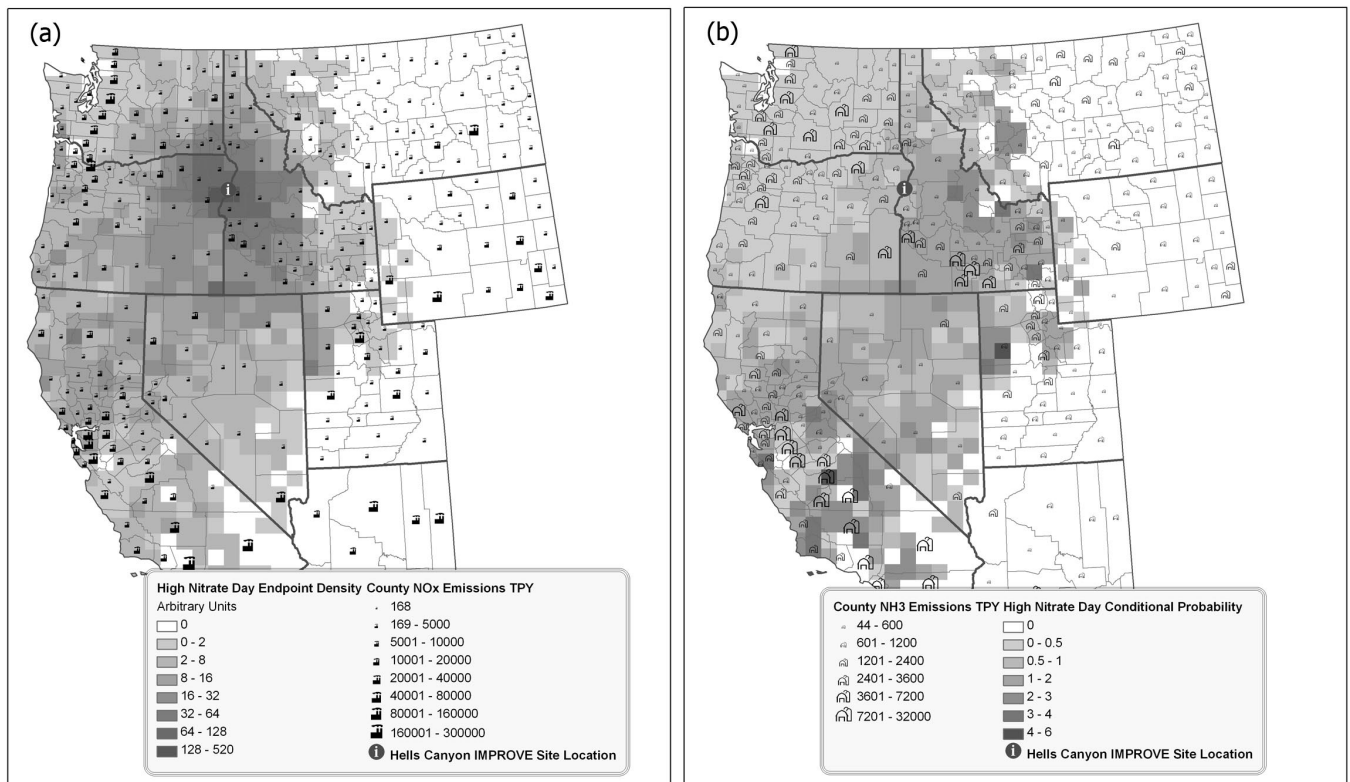 (a)
High Nitrate Day Endpoint Density
Arbitrary Units
0
0 - 2
2 - 8
8 - 16
16 - 32
32 - 64
64 - 128
128 - 520
County NOx Emissions TPY
168
169 - 5000
5001 - 10000
10001 - 20000
20001 - 40000
40001 - 80000
80001 - 160000
160001 - 300000
i Hells Canyon IMPROVE Site Location
(b)
County NH3 Emissions TPY
44 - 600
601 - 1200
1201 - 2400
2401 - 3600
3601 - 7200
7201 - 32000
High Nitrate Day Conditional Probability
0
0 - 0.5
0.5 - 1
1 - 2
2 - 3
3 - 4
4 - 6
i Hells Canyon IMPROVE Site Location